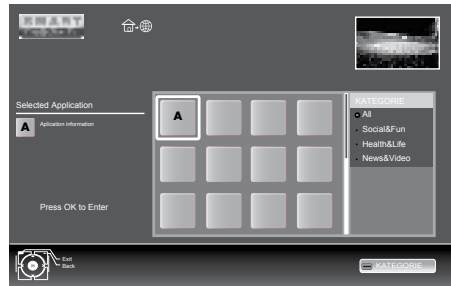 SMART
Selected Application
A
Aplication information
Press OK to Enter
A
KATEGORIE
All
Social&Fun
Health&Life
News&Video
Exit
Back
KATEGORIE